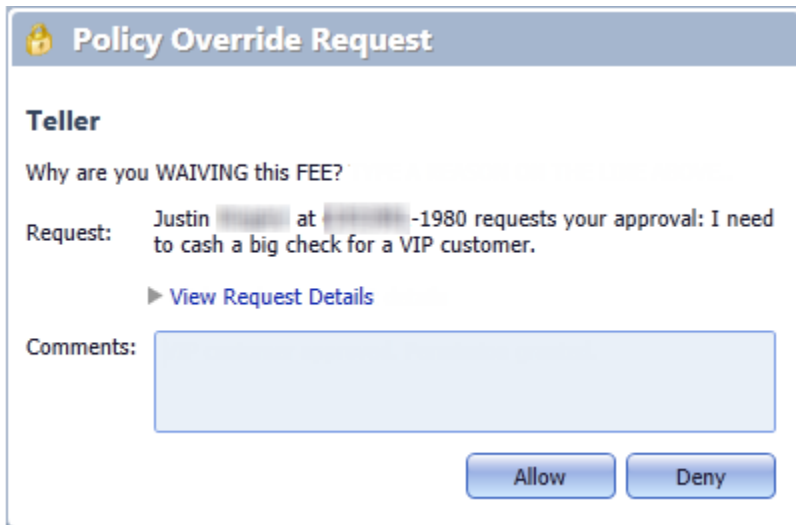 Policy Override Request
Teller
Why are you WAIVING this FEE?
Request:
Justin at -1980 requests your approval: I need
to cash a big check for a VIP customer.
View Request Details
Comments:
Allow
Deny